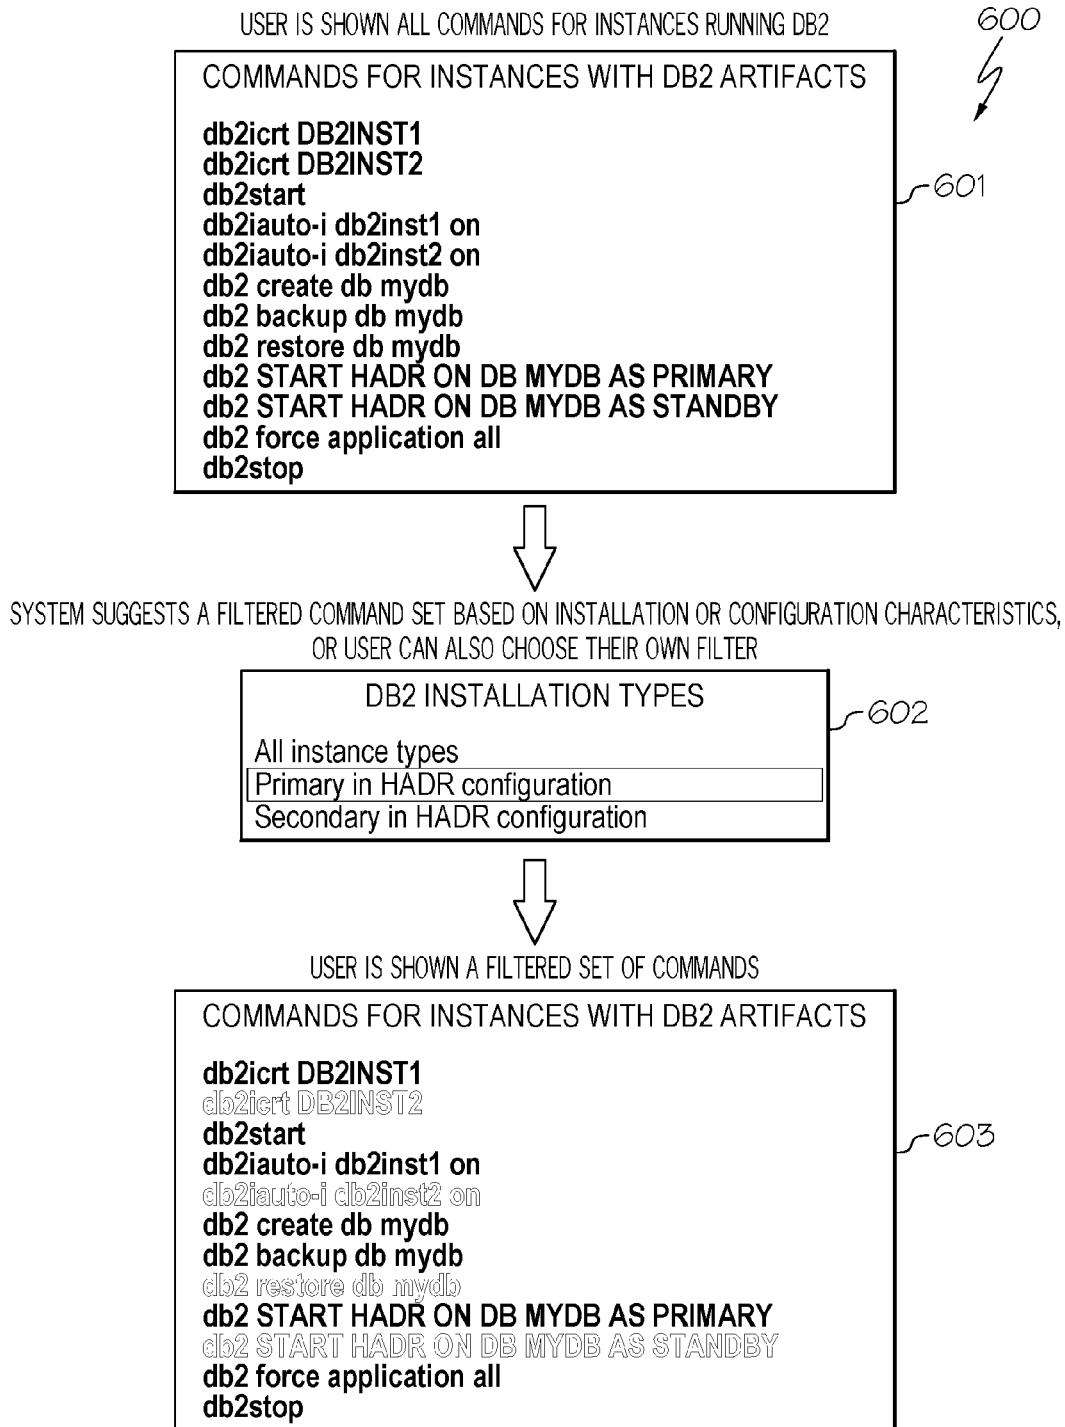 USER IS SHOWN ALL COMMANDS FOR INSTANCES RUNNING DB2
600
COMMANDS FOR INSTANCES WITH DB2 ARTIFACTS
db2icrt DB2INST1
db2icrt DB2INST2
db2start
601
db2iauto-i db2inst1 on
db2iauto-i db2inst2 on
db2 create db mydb
db2 backup db mydb
db2 restore db mydb
db2 START HADR ON DB MYDB AS PRIMARY
db2 START HADR ON DB MYDB AS STANDBY
db2 force application all
db2stop
SYSTEM SUGGESTS A FILTERED COMMAND SET BASED ON INSTALLATION OR CONFIGURATION CHARACTERISTICS,
OR USER CAN ALSO CHOOSE THEIR OWN FILTER
DB2 INSTALLATION TYPES
602
All instance types
Primary in HADR configuration
Secondary in HADR configuration
USER IS SHOWN A FILTERED SET OF COMMANDS
COMMANDS FOR INSTANCES WITH DB2 ARTIFACTS
db2icrt DB2INST1
db2icrt DB2INST2
db2start
603
db2iauto-i db2inst1 on
db2iauto-i db2inst2 on
db2 create db mydb
db2 backup db mydb
db2 restore db mydb
db2 START HADR ON DB MYDB AS PRIMARY
db2 START HADR ON DB MYDB AS STANDBY
db2 force application all
db2stop